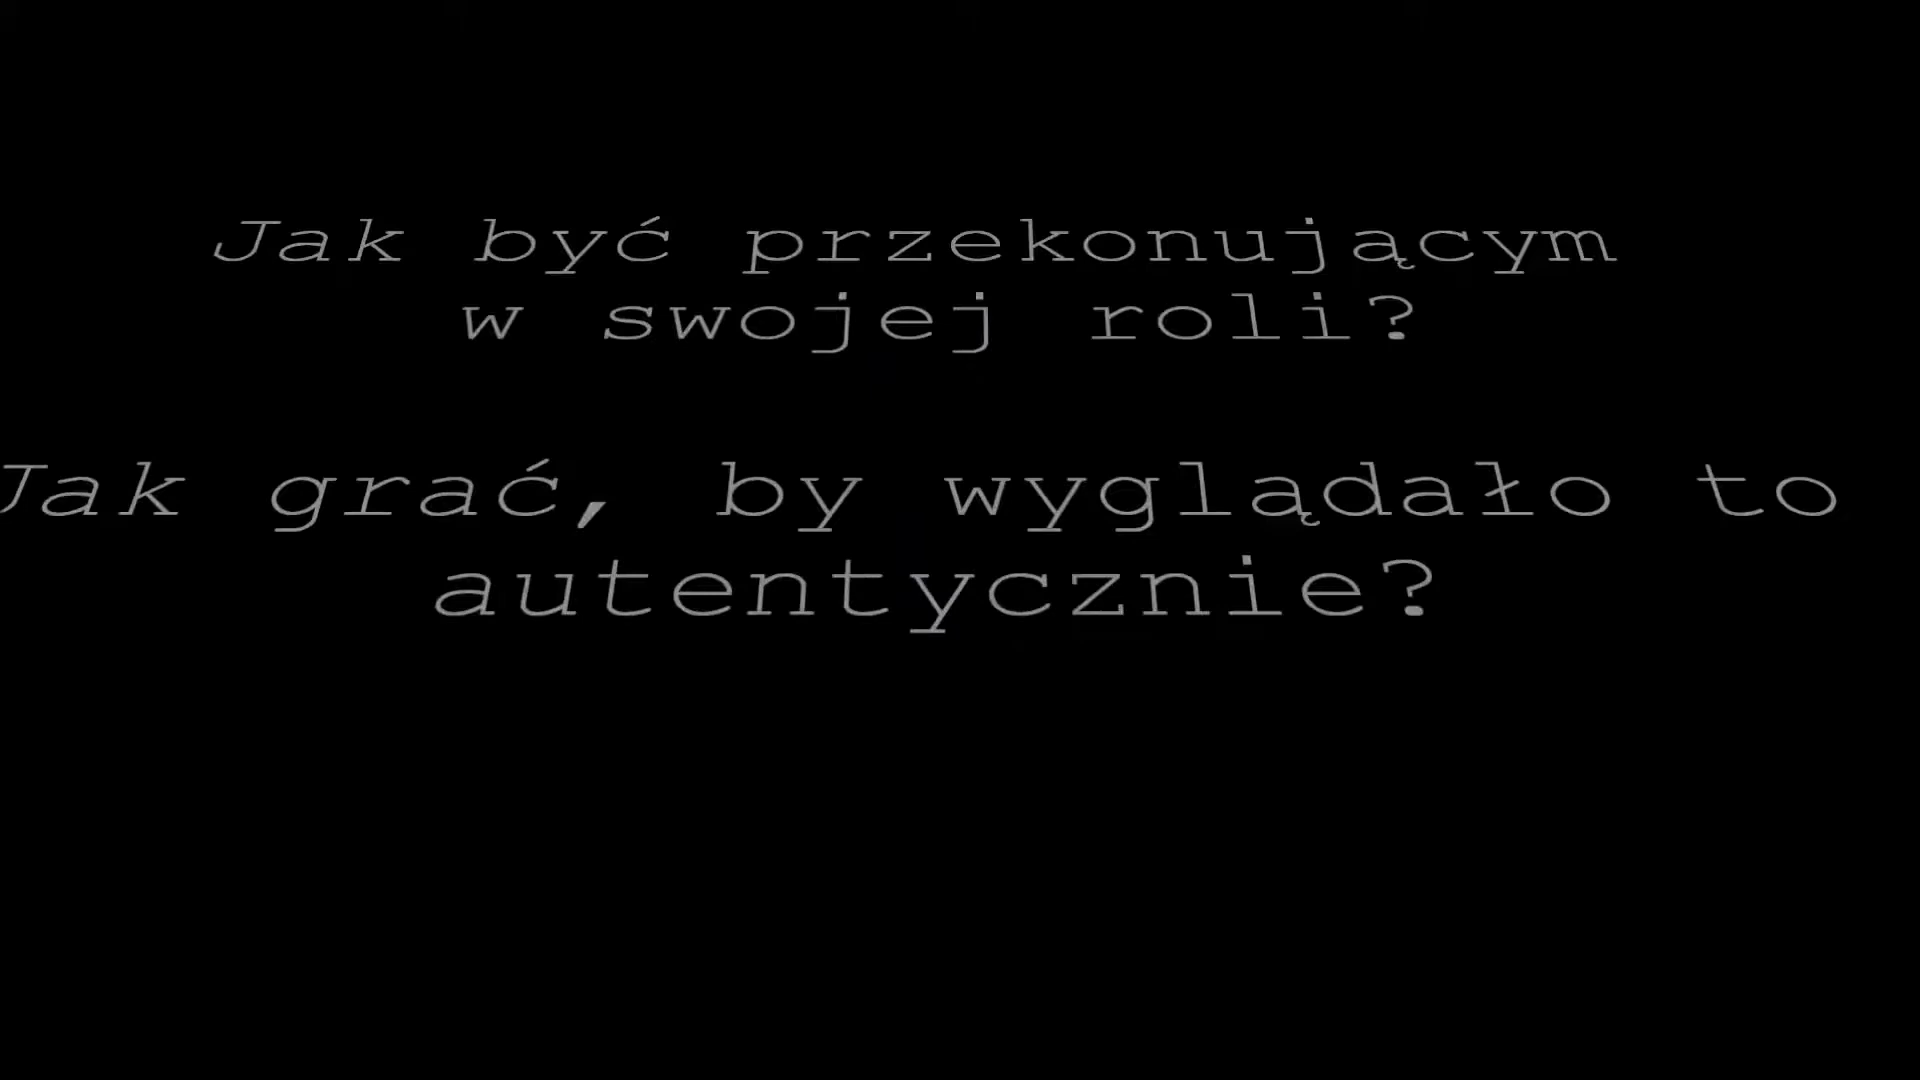 Jak być przekonującym
w swojej roli?
Jak grać, by wyglądało to
autentycznie?